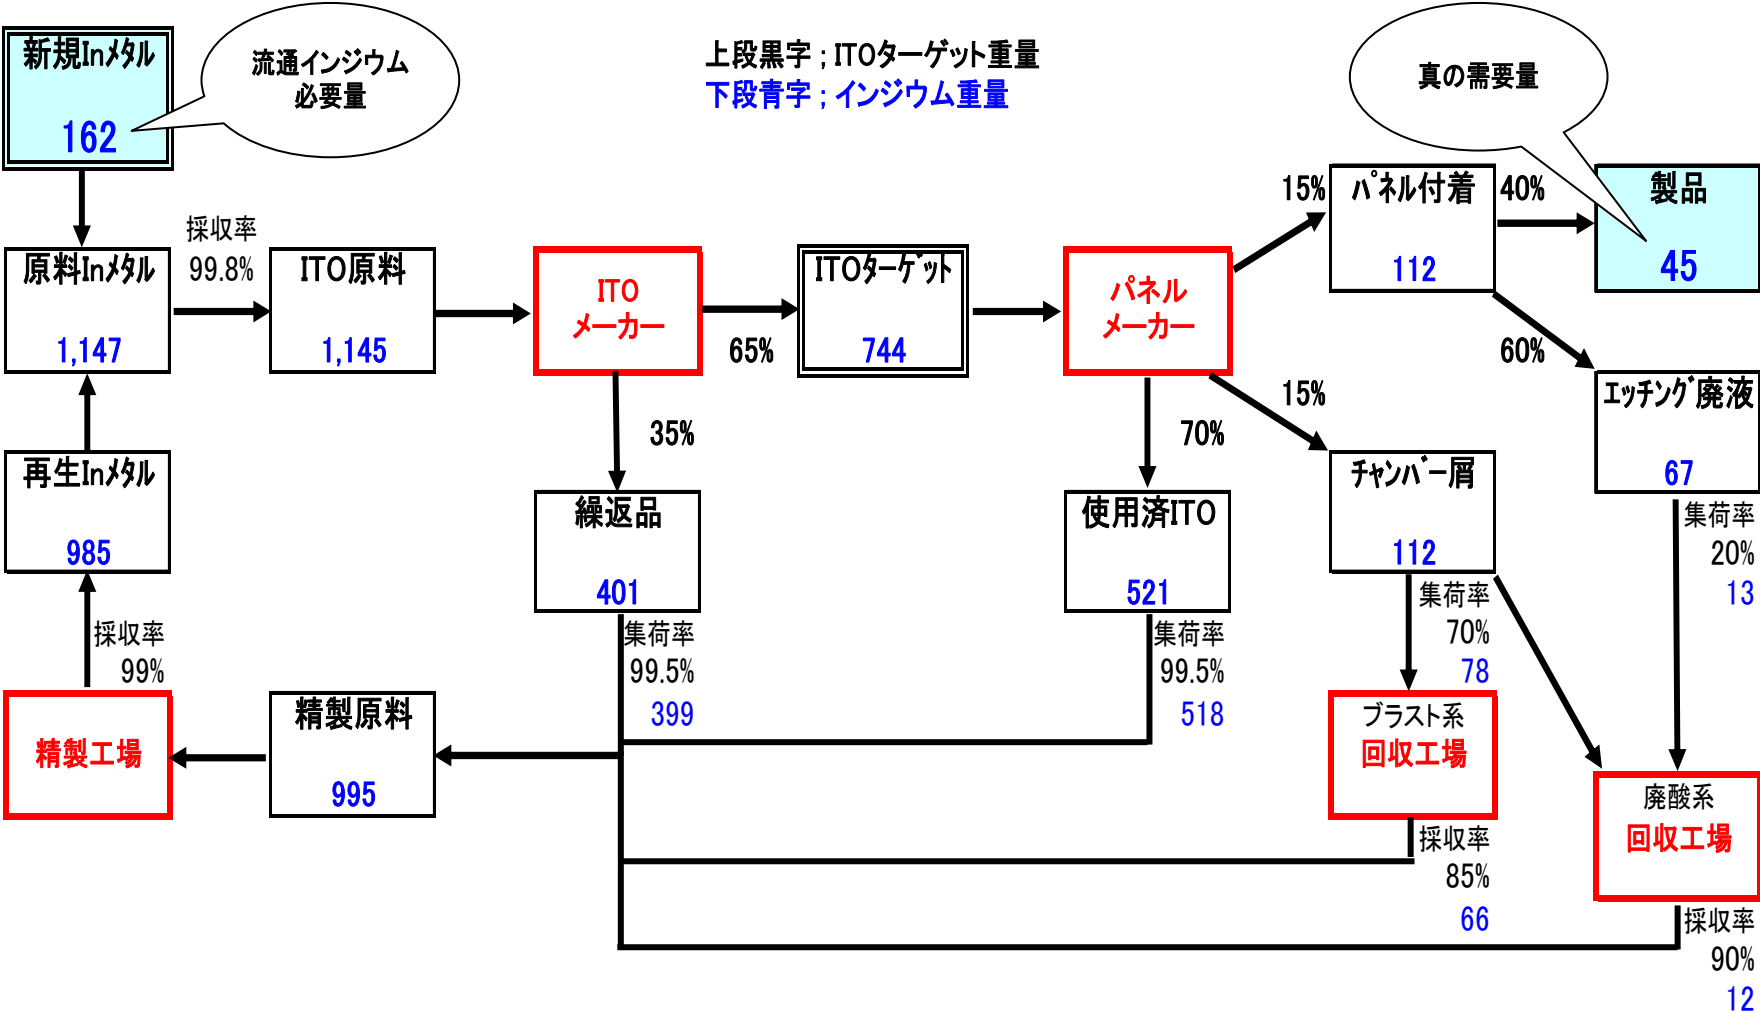 新規Inメタル
162
流通インジウム
必要量
上段黒字 ; ITOターゲット重量
下段青字 ; インジウム重量
真の需要量
原料Inメタル
1,147
採収率
99.8%
ITO原料
1,145
ITO
メーカー
65%
35%
ITOターゲット
744
パネル
メーカー
15%
15%
70%
パネル付着
112
40%
60%
製品
45
エッチング廃液
67
集荷率
20%
13
再生Inメタル
985
採収率
99%
繰返品
401
集荷率
99.5%
399
使用済ITO
521
集荷率
99.5%
518
チャンバー屑
112
集荷率
70%
78
精製工場
精製原料
995
ブラスト系
回収工場
採収率
85%
66
廃酸系
回収工場
採収率
90%
12